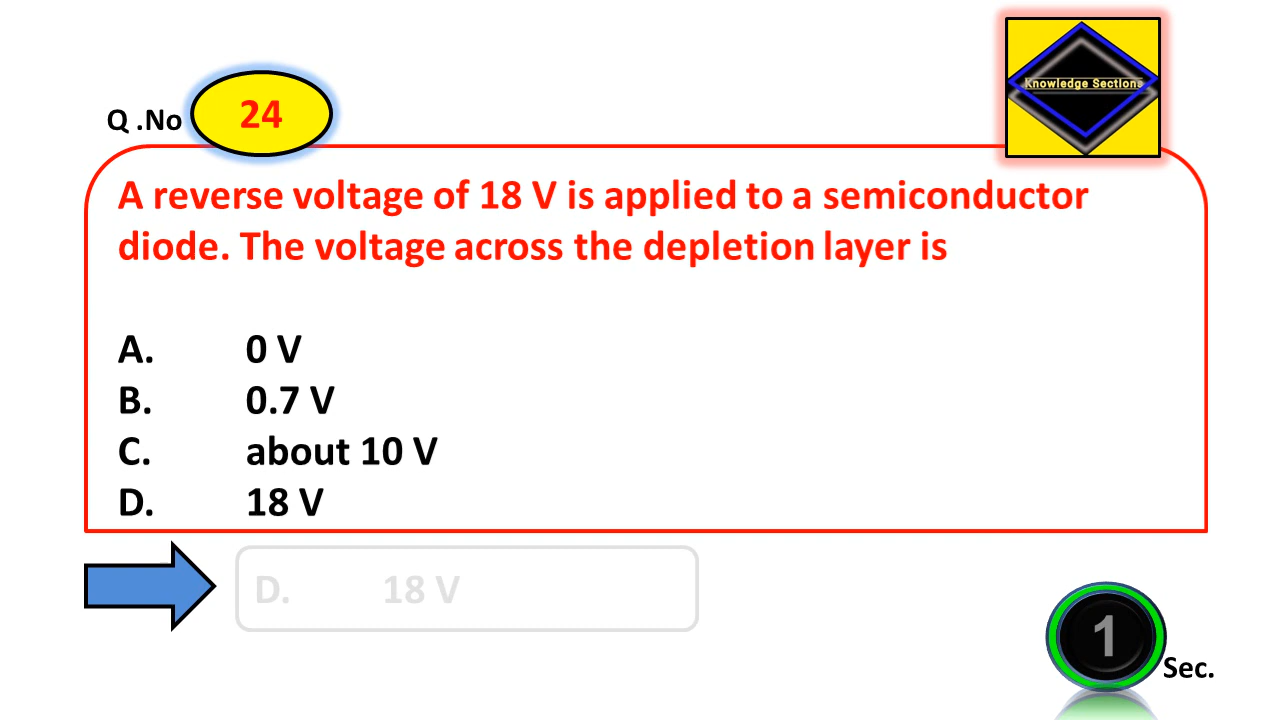 Q .No 24
Knowledge Sections
A reverse voltage of 18 V is applied to a semiconductor
diode. The voltage across the depletion layer is
A. 0 V
B. 0.7 V
C. about 10 V
D. 18 V
D. 18 V
1 Sec.